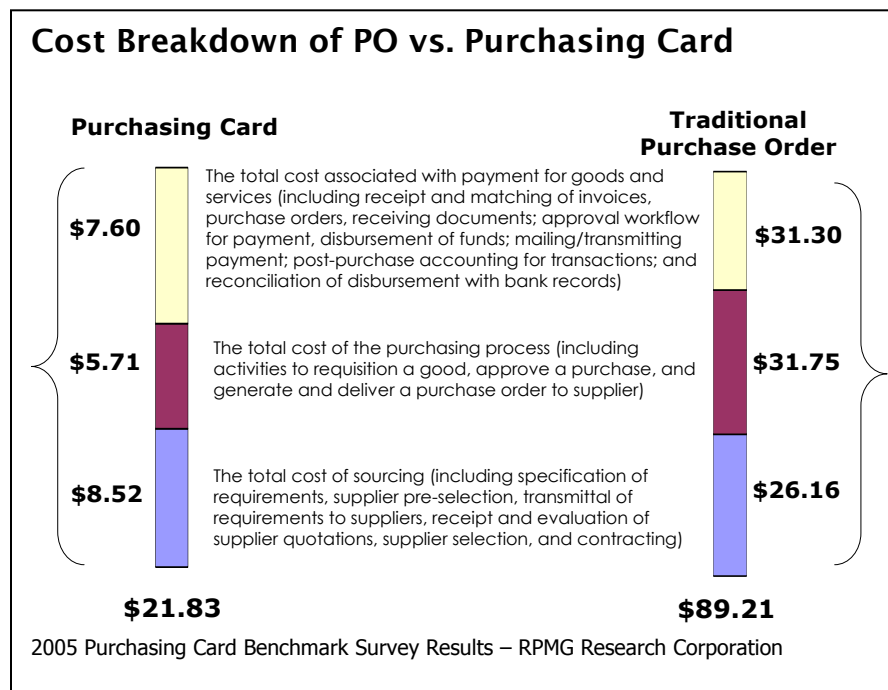 Cost Breakdown of PO vs. Purchasing Card
Purchasing Card
Traditional
Purchase Order
$7.60
The total cost associated with payment for goods and
services (including receipt and matching of invoices,
purchase orders, receiving documents; approval workflow
for payment, disbursement of funds; mailing/transmitting
payment; post-purchase accounting for transactions; and
reconciliation of disbursement with bank records)
$31.30
$5.71
The total cost of the purchasing process (including
activities to requisition a good, approve a purchase, and
generate and deliver a purchase order to supplier)
$31.75
$8.52
The total cost of sourcing (including specification of
requirements, supplier pre-selection, transmittal of
requirements to suppliers, receipt and evaluation of
supplier quotations, supplier selection, and contracting)
$26.16
$21.83
$89.21
2005 Purchasing Card Benchmark Survey Results – RPMG Research Corporation